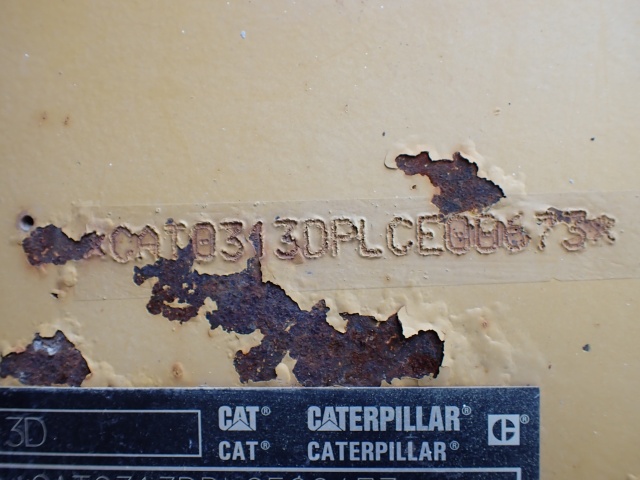 *CAT0313DPLCE00673*
3D CAT® CATERPILLAR® C®
CAT® CATERPILLAR®